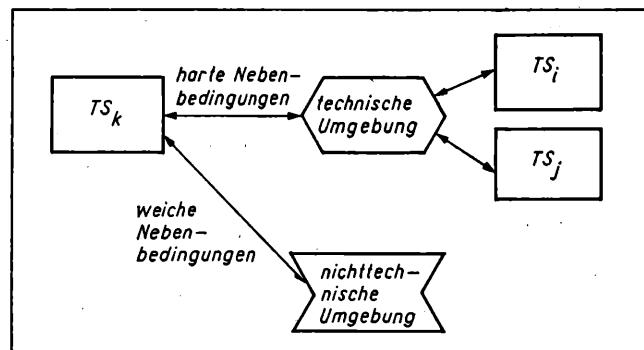 TS_k
harte Neben-
bedingungen
technische
Umgebung
TS_i
TS_j
weiche
Neben-
bedingungen
nichttech-
nische
Umgebung